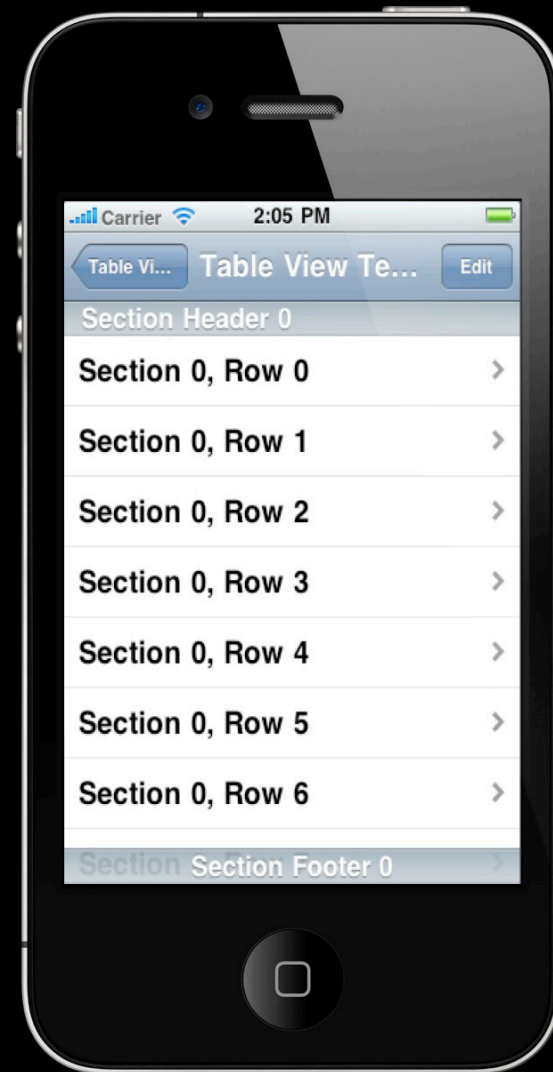 Carrier 2:05 PM
Table Vi... Table View Te... Edit
Section Header 0
Section 0, Row 0
Section 0, Row 1
Section 0, Row 2
Section 0, Row 3
Section 0, Row 4
Section 0, Row 5
Section 0, Row 6
Section
Section Footer 0